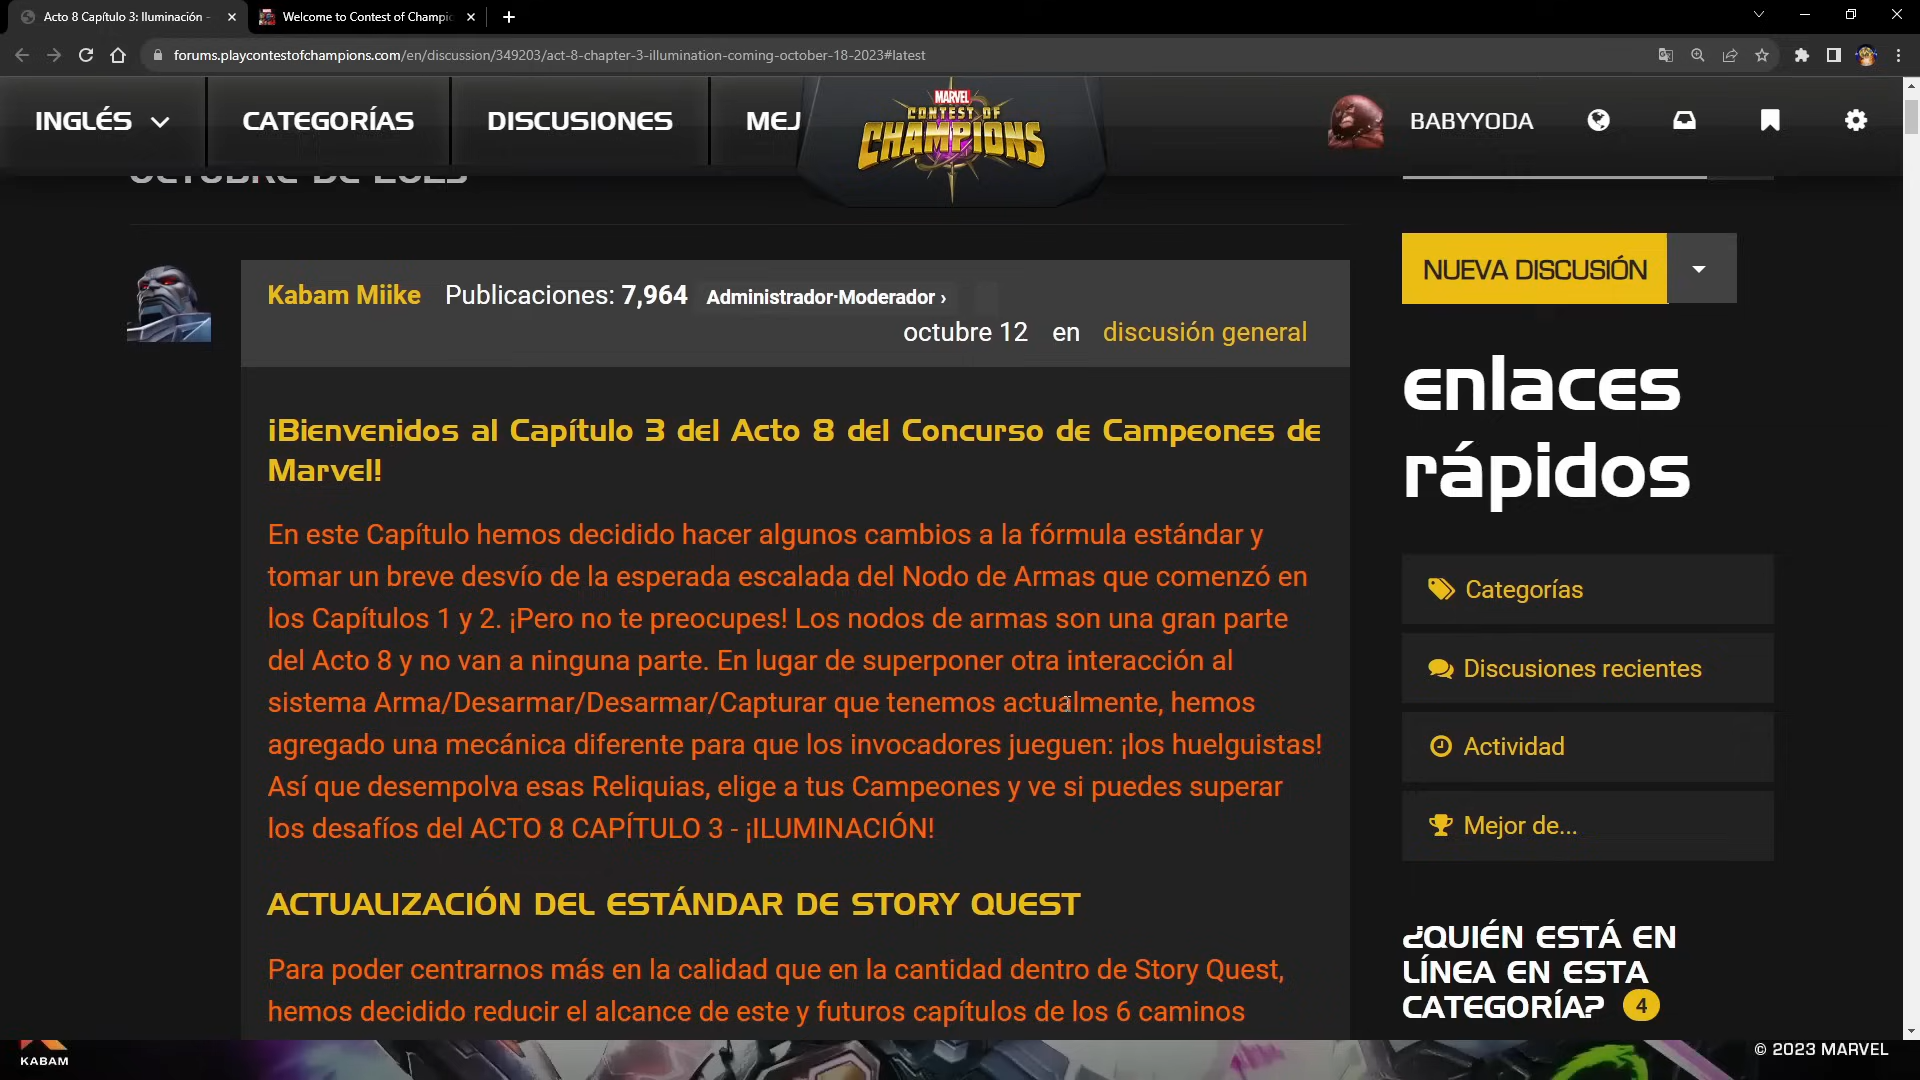 Acto 8 Capítulo 3: Iluminación -
Welcome to Contest of Champic
forums.playcontestofchampions.com/en/discussion/349203/act-8-chapter-3-illumination-coming-october-18-2023#latest
INGLÉS
CATEGORÍAS
DISCUSIONES
MEJ
MARVEL
CONTEST OF
CHAMPIONS
BABYYODA
OCTUBRE DE 2023
Kabam Miike Publicaciones: 7,964 Administrador·Moderador ›
octubre 12 en discusión general
¡Bienvenidos al Capítulo 3 del Acto 8 del Concurso de Campeones de
Marvel!
En este Capítulo hemos decidido hacer algunos cambios a la fórmula estándar y
tomar un breve desvío de la esperada escalada del Nodo de Armas que comenzó en
los Capítulos 1 y 2. ¡Pero no te preocupes! Los nodos de armas son una gran parte
del Acto 8 y no van a ninguna parte. En lugar de superponer otra interacción al
sistema Arma/Desarmar/Desarmar/Capturar que tenemos actualmente, hemos
agregado una mecánica diferente para que los invocadores jueguen: ¡los huelguistas!
Así que desempolva esas Reliquias, elige a tus Campeones y ve si puedes superar
los desafíos del ACTO 8 CAPÍTULO 3 - ¡ILUMINACIÓN!
ACTUALIZACIÓN DEL ESTÁNDAR DE STORY QUEST
Para poder centrarnos más en la calidad que en la cantidad dentro de Story Quest,
hemos decidido reducir el alcance de este y futuros capítulos de los 6 caminos
NUEVA DISCUSIÓN
enlaces
rápidos
Categorías
Discusiones recientes
Actividad
Mejor de...
¿QUIÉN ESTÁ EN
LÍNEA EN ESTA
CATEGORÍA? 4
KABAM
© 2023 MARVEL